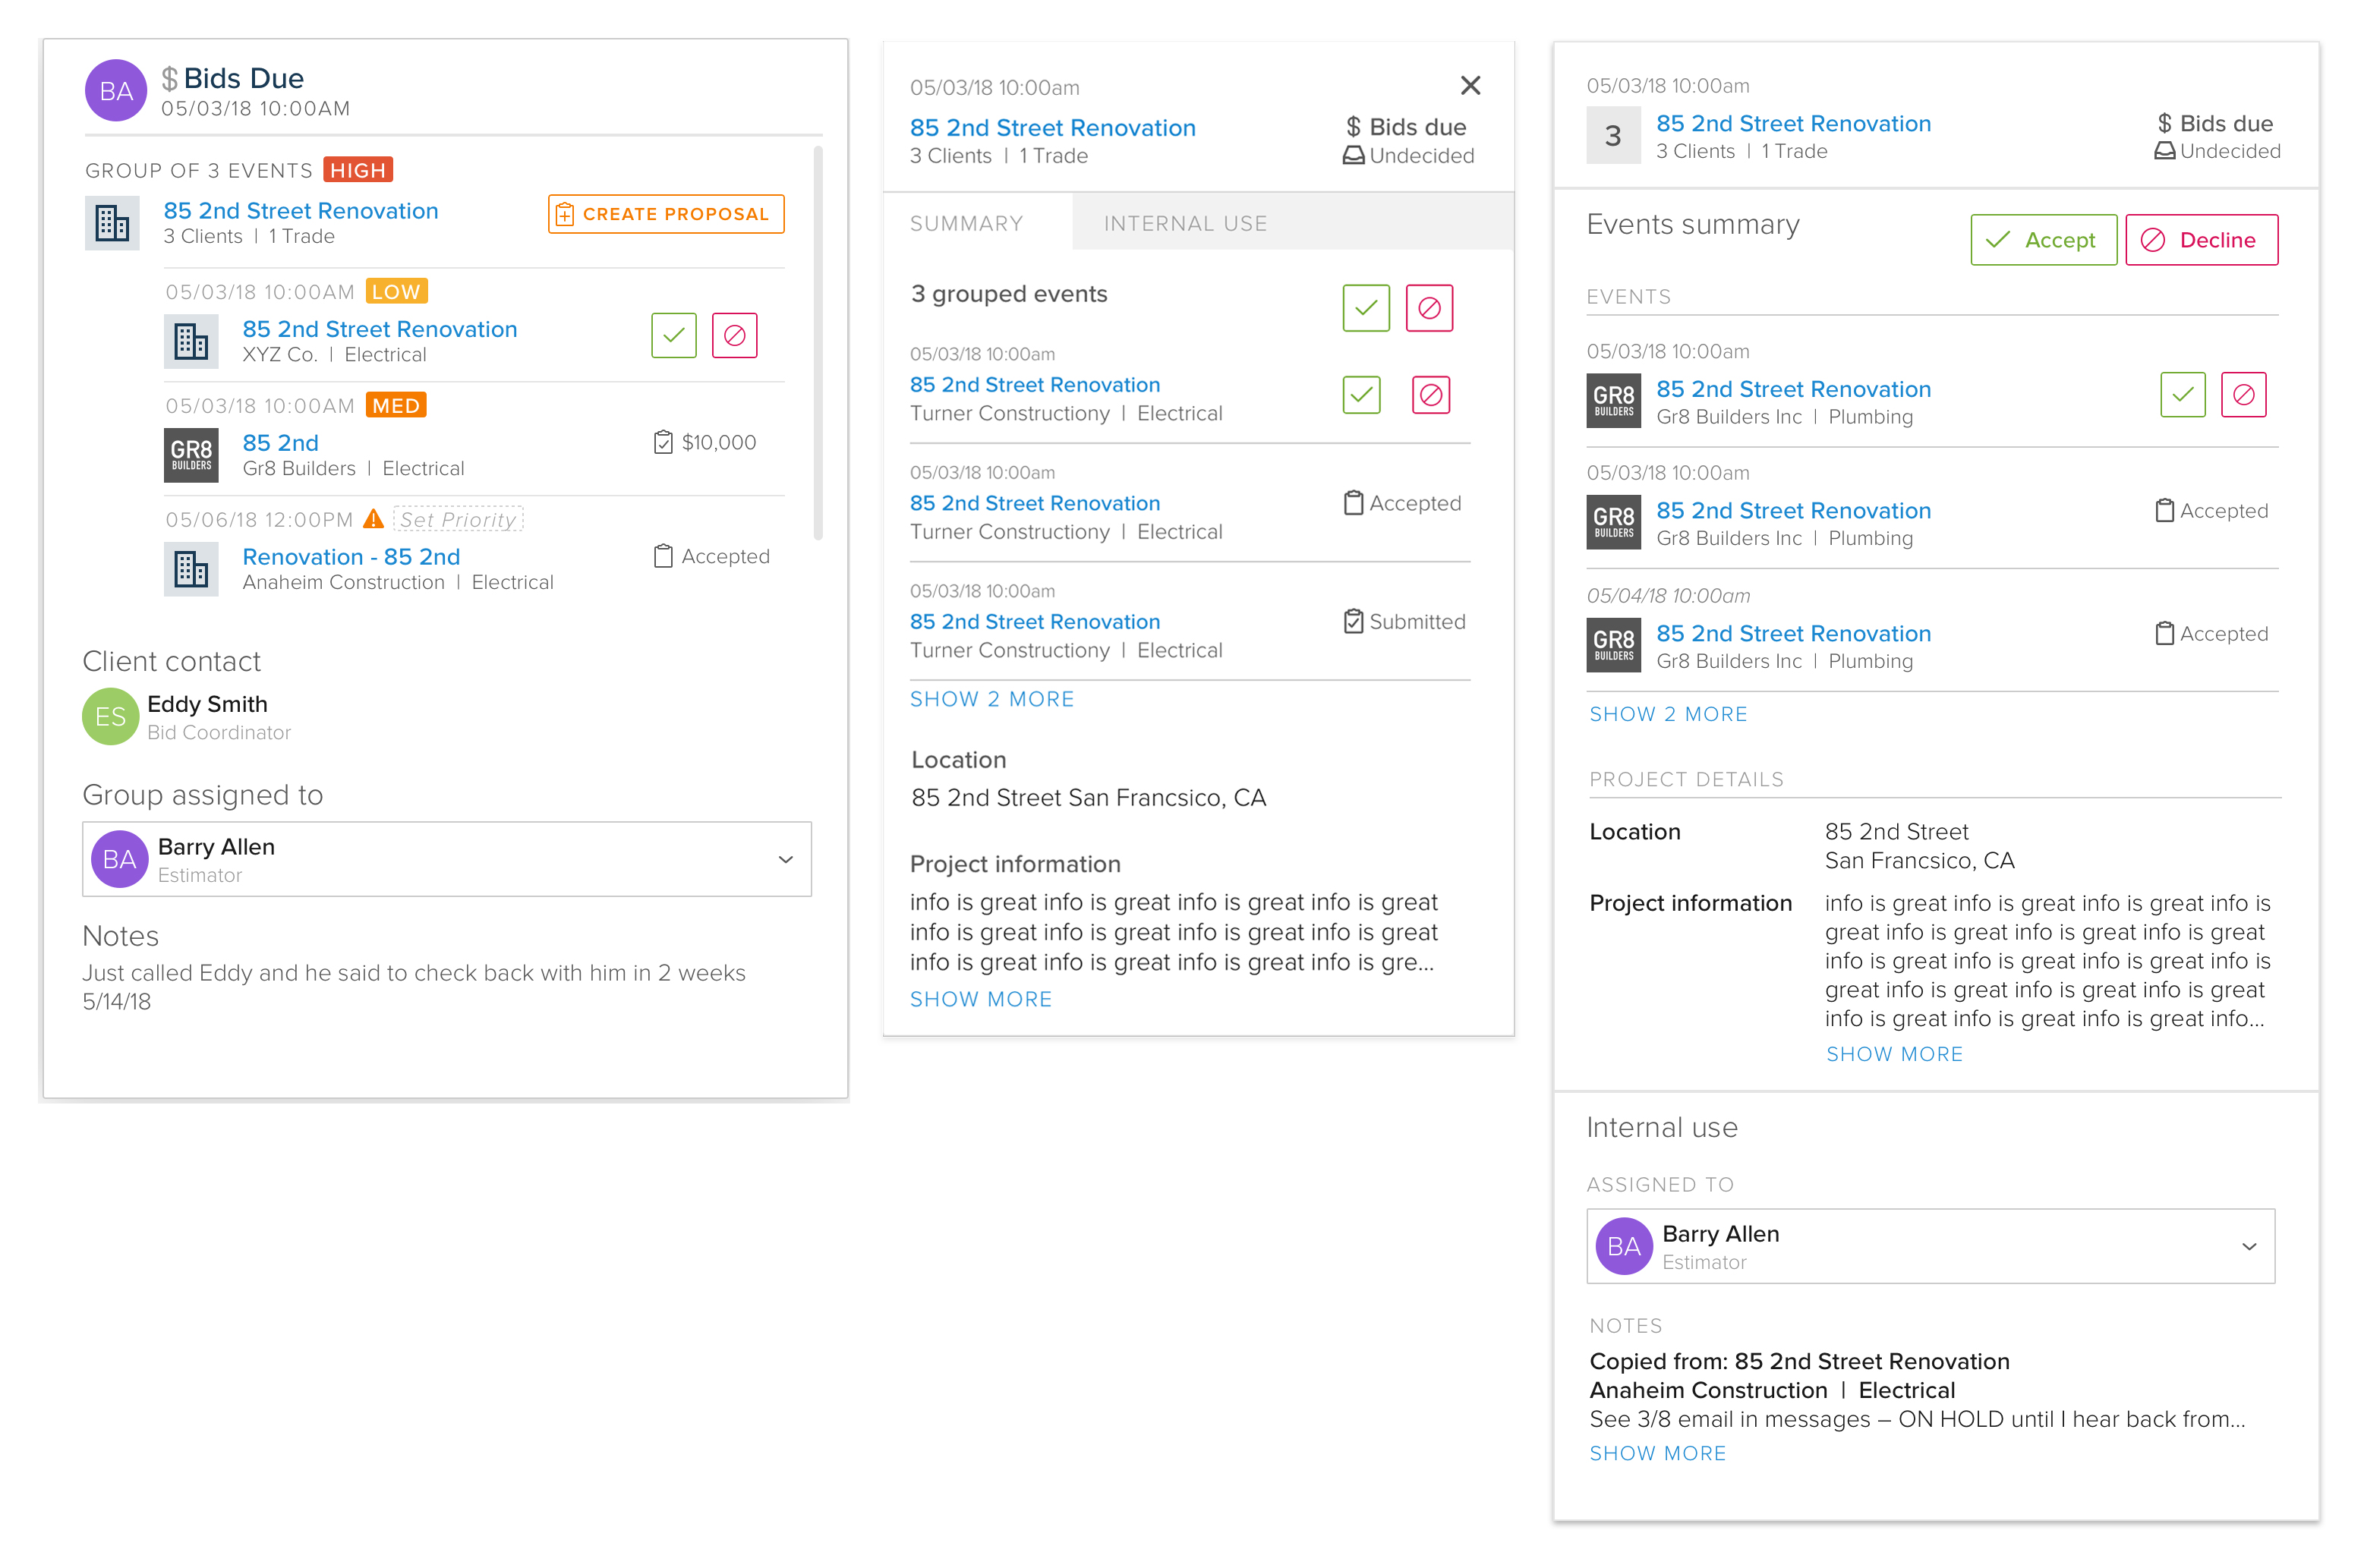 BA
$ Bids Due
05/03/18 10:00AM
GROUP OF 3 EVENTS HIGH
85 2nd Street Renovation
3 Clients | 1 Trade
CREATE PROPOSAL
05/03/18 10:00AM LOW
85 2nd Street Renovation
XYZ Co. | Electrical
05/03/18 10:00AM MED
GR8
BUILDERS
85 2nd
Gr8 Builders | Electrical
$10,000
05/06/18 12:00PM Set Priority
Renovation - 85 2nd
Anaheim Construction | Electrical
Accepted
Client contact
ES
Eddy Smith
Bid Coordinator
Group assigned to
BA
Barry Allen
Estimator
Notes
Just called Eddy and he said to check back with him in 2 weeks
5/14/18
05/03/18 10:00am
85 2nd Street Renovation
3 Clients | 1 Trade
$ Bids due
Undecided
SUMMARY
INTERNAL USE
3 grouped events
05/03/18 10:00am
85 2nd Street Renovation
Turner Constructiony | Electrical
05/03/18 10:00am
85 2nd Street Renovation
Turner Constructiony | Electrical
Accepted
05/03/18 10:00am
85 2nd Street Renovation
Turner Constructiony | Electrical
Submitted
SHOW 2 MORE
Location
85 2nd Street San Francsico, CA
Project information
info is great info is great info is great info is great
info is great info is great info is great info is great
info is great info is great info is great info is gre...
SHOW MORE
05/03/18 10:00am
3
85 2nd Street Renovation
3 Clients | 1 Trade
$ Bids due
Undecided
Events summary
Accept
Decline
EVENTS
05/03/18 10:00am
GR8
BUILDERS
85 2nd Street Renovation
Gr8 Builders Inc | Plumbing
05/03/18 10:00am
GR8
BUILDERS
85 2nd Street Renovation
Gr8 Builders Inc | Plumbing
Accepted
05/04/18 10:00am
GR8
BUILDERS
85 2nd Street Renovation
Gr8 Builders Inc | Plumbing
Accepted
SHOW 2 MORE
PROJECT DETAILS
Location
85 2nd Street
San Francsico, CA
Project information
info is great info is great info is great info is
great info is great info is great info is great
info is great info is great info is great info is
great info is great info is great info is great
info is great info is great info is great info...
SHOW MORE
Internal use
ASSIGNED TO
BA
Barry Allen
Estimator
NOTES
Copied from: 85 2nd Street Renovation
Anaheim Construction | Electrical
See 3/8 email in messages – ON HOLD until I hear back from...
SHOW MORE